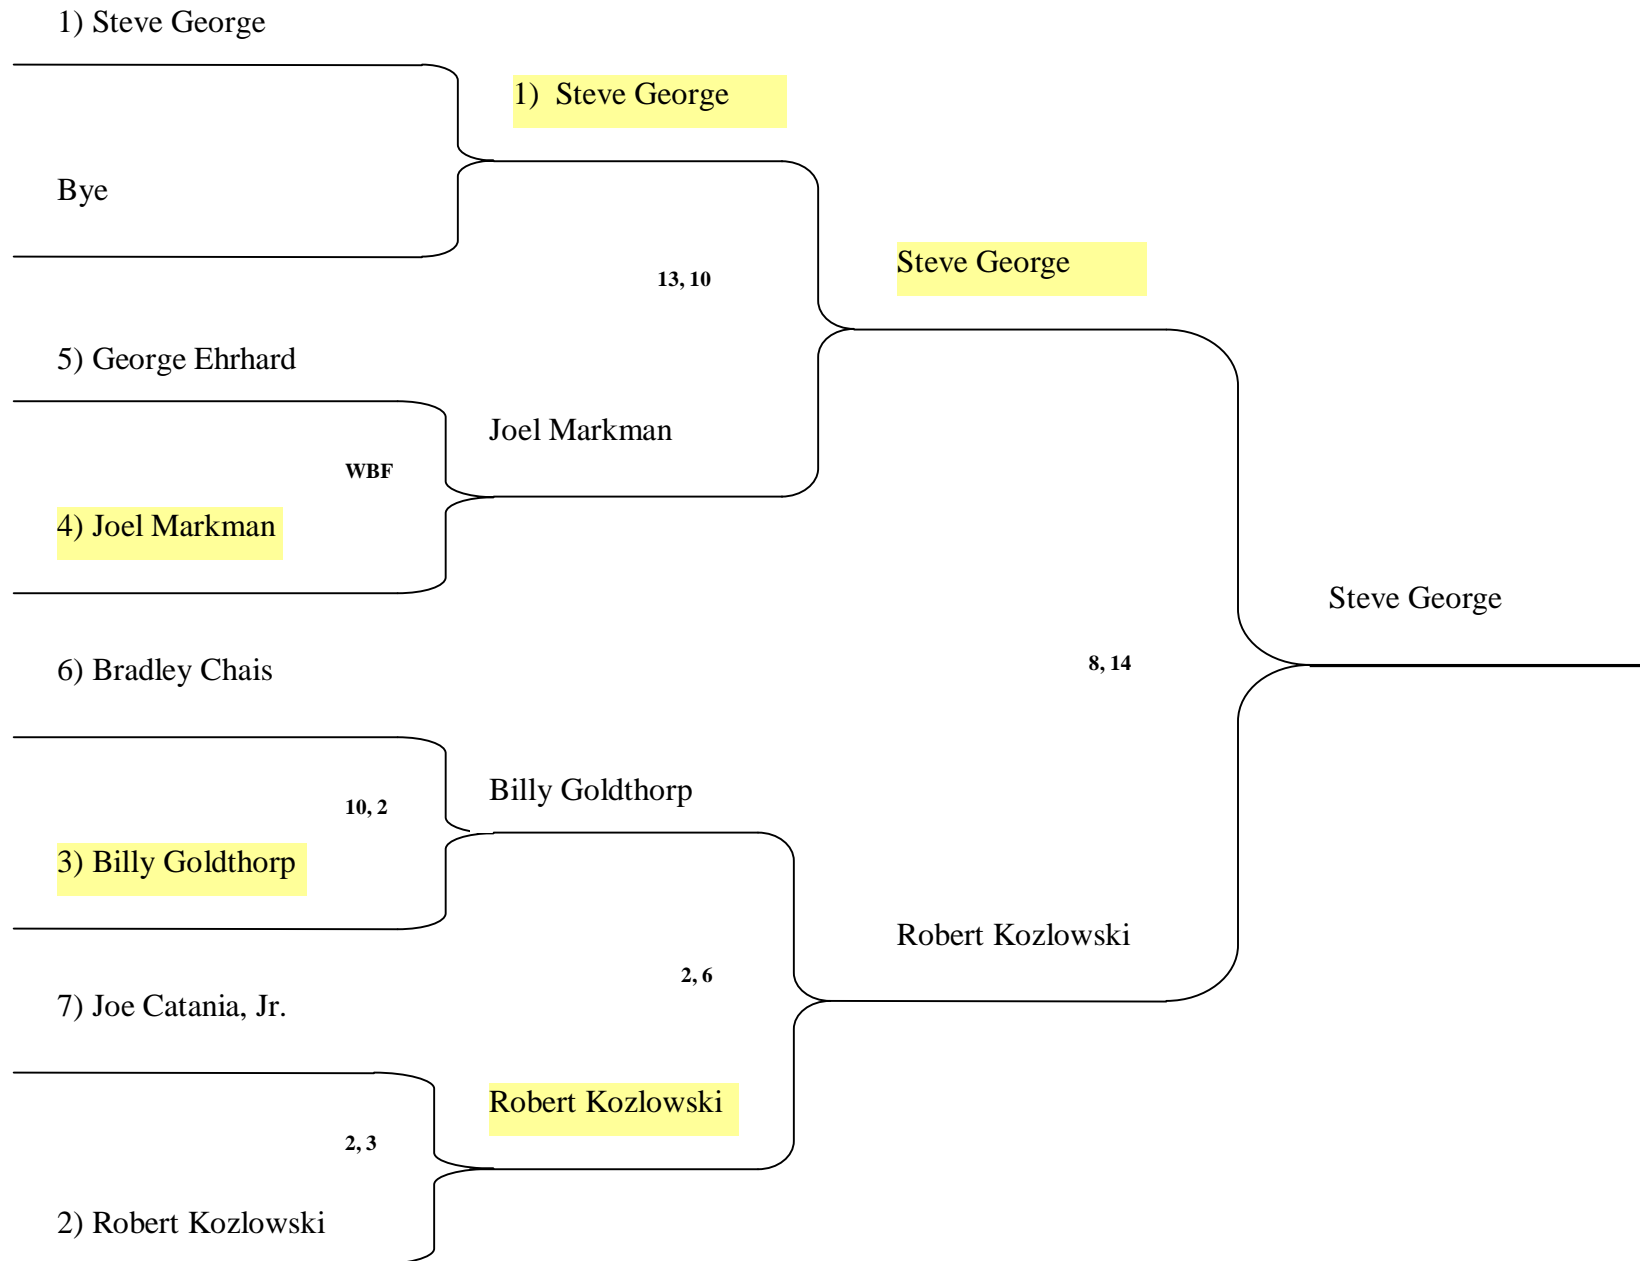 1) Steve George
1)  Steve George
Bye
Steve George
13, 10
5) George Ehrhard
Joel Markman
WBF
4) Joel Markman
Steve George
6) Bradley Chais
8, 14
Billy Goldthorp
10, 2
3) Billy Goldthorp
Robert Kozlowski
2, 6
7) Joe Catania, Jr.
Robert Kozlowski
2, 3
2) Robert Kozlowski